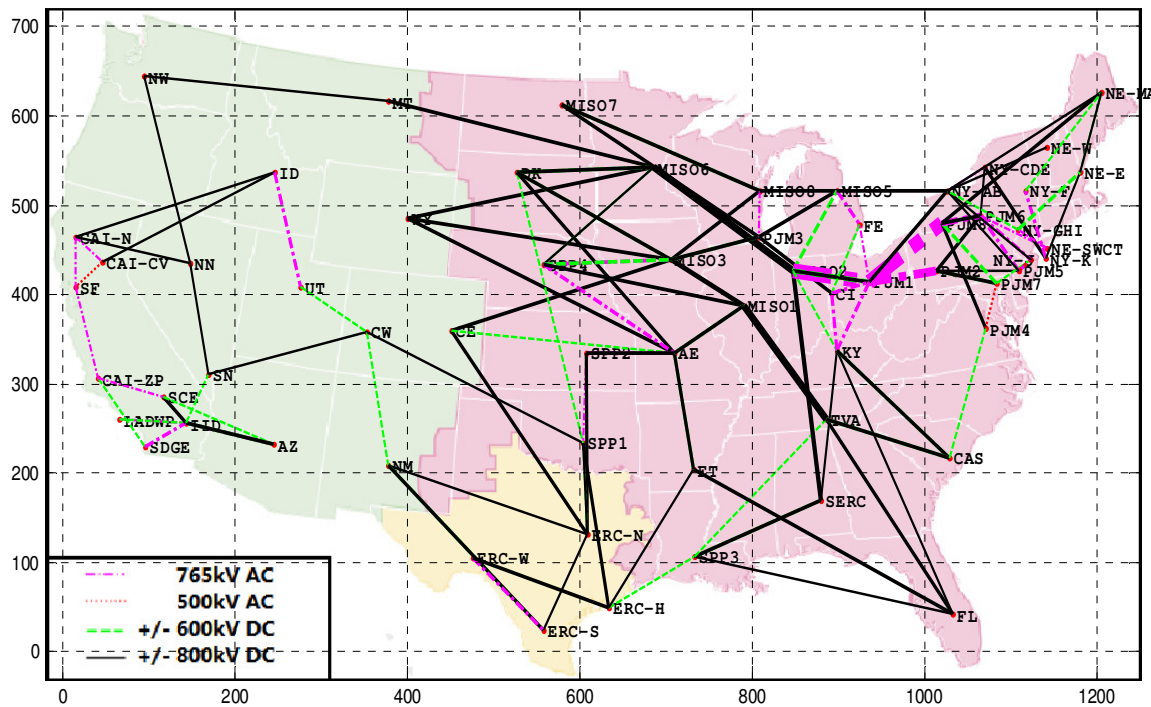 700
600
500
400
300
200
100
0
0
200
400
600
800
1000
1200
NW
MT
MISO7
NE-MA
NE-W
NE-E
NY-CDE
NY-F
NY-AB
MISO6
DK
ID
MISO8
MISO5
PJM6
NY-GHI
NE-SWCT
NY-K
NY-J
PJM8
FE
PJM3
CAI-N
CAI-CV
NN
MISO3
SPP4
PJM2
PJM5
PJM7
PJM1
CI
SF
UT
MISO1
PJM4
CW
CE
SPP2
AE
KY
CAI-ZP
SCE
SN
LADWP
IID
SDGE
AZ
TVA
SPP1
NM
ET
CAS
SERC
ERC-N
ERC-W
SPP3
ERC-H
ERC-S
FL
765kV AC
500kV AC
+/- 600kV DC
+/- 800kV DC